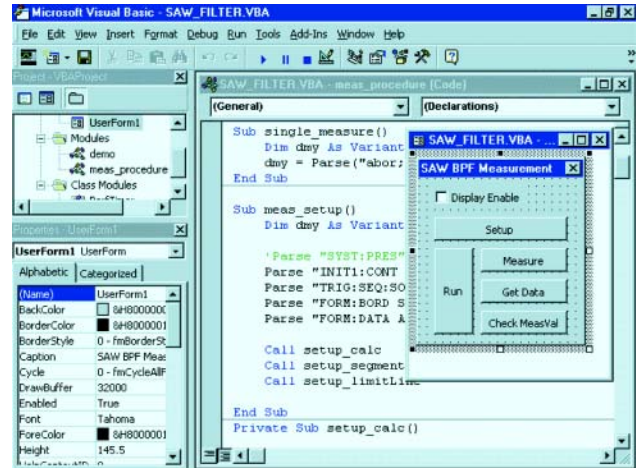 Microsoft Visual Basic - SAW_FILTER.VBA
File Edit View Insert Format Debug Run Tools Add-Ins Window Help
Project - VBAProject
UserForm1
Modules
demo
meas_procedure
Class Modules
Properties - UserForm1
UserForm1 UserForm
Alphabetic Categorized
(Name) UserForm1
BackColor &H8000000
BorderColor &H8000001
BorderStyle 0 - fmBorderSt
Caption SAW BPF Meas
Cycle 0 - fmCycleAllF
DrawBuffer 32000
Enabled True
Font Tahoma
ForeColor &H8000001
Height 145.5
SAW_FILTER.VBA - meas_procedure (Code)
(General) (Declarations)
Sub single_measure()
Dim dmy As Variant
dmy = Parse("abor;
End Sub
Sub meas_setup()
Dim dmy As Variant
'Parse "SYST:PRES"
Parse "INIT1:CONT
Parse "TRIG:SEQ:SO
Parse "FORM:BORD S
Parse "FORM:DATA A
Call setup_calc
Call setup_segment
Call setup_limitLine
End Sub
Private Sub setup_calc()
SAW_FILTER.VBA - ...
SAW BPF Measurement
Display Enable
Setup
Run
Measure
Get Data
Check MeasVal